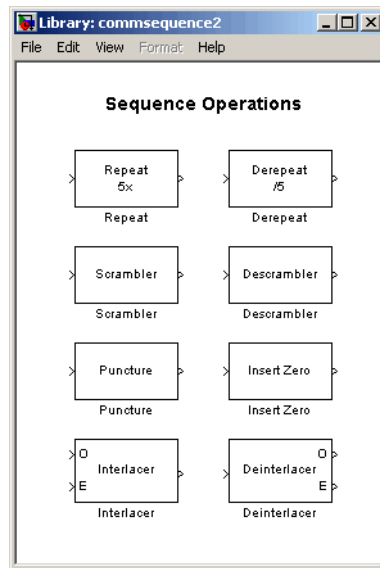 Library: commsequence2
File Edit View Format Help
Sequence Operations
Repeat
5x
Repeat
Derepeat
/5
Derepeat
Scrambler
Scrambler
Descrambler
Descrambler
Puncture
Puncture
Insert Zero
Insert Zero
O
Interlacer
E
Interlacer
O
Deinterlacer
E
Deinterlacer